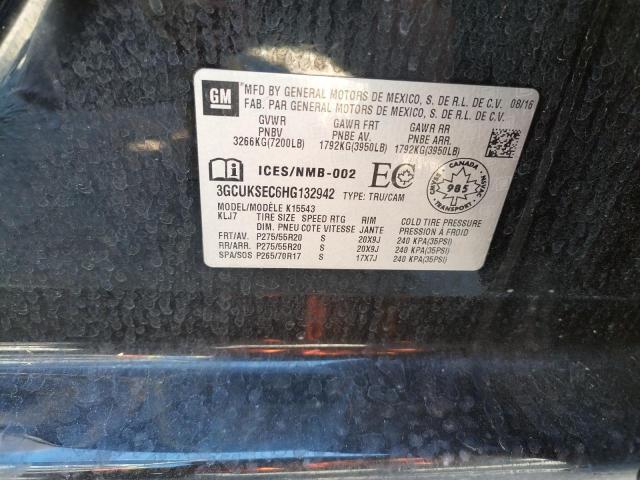 GM
MFD BY GENERAL MOTORS DE MEXICO, S. DE R.L. DE C.V. 08/16
FAB. PAR GENERAL MOTORS DE MEXICO, S. DE R.L. DE C.V.
GVWR GAWR FRT GAWR RR
PNBV PNBE AV. PNBE ARR.
3266KG(7200LB) 1792KG(3950LB) 1792KG(3950LB)
ICES/NMB-002 EC
CANADA
985
TRANSPORT
3GCUKSEC6HG132942 TYPE: TRU/CAM
MODEL/MODÈLE K15543
KLJ7 TIRE SIZE SPEED RTG RIM COLD TIRE PRESSURE
DIM. PNEU COTE VITESSE JANTE PRESSION À FROID
FRT/AV. P275/55R20 S 20X9J 240 KPA(35PSI)
RR/ARR. P275/55R20 S 20X9J 240 KPA(35PSI)
SPA/SOS P265/70R17 S 17X7J 240 KPA(35PSI)